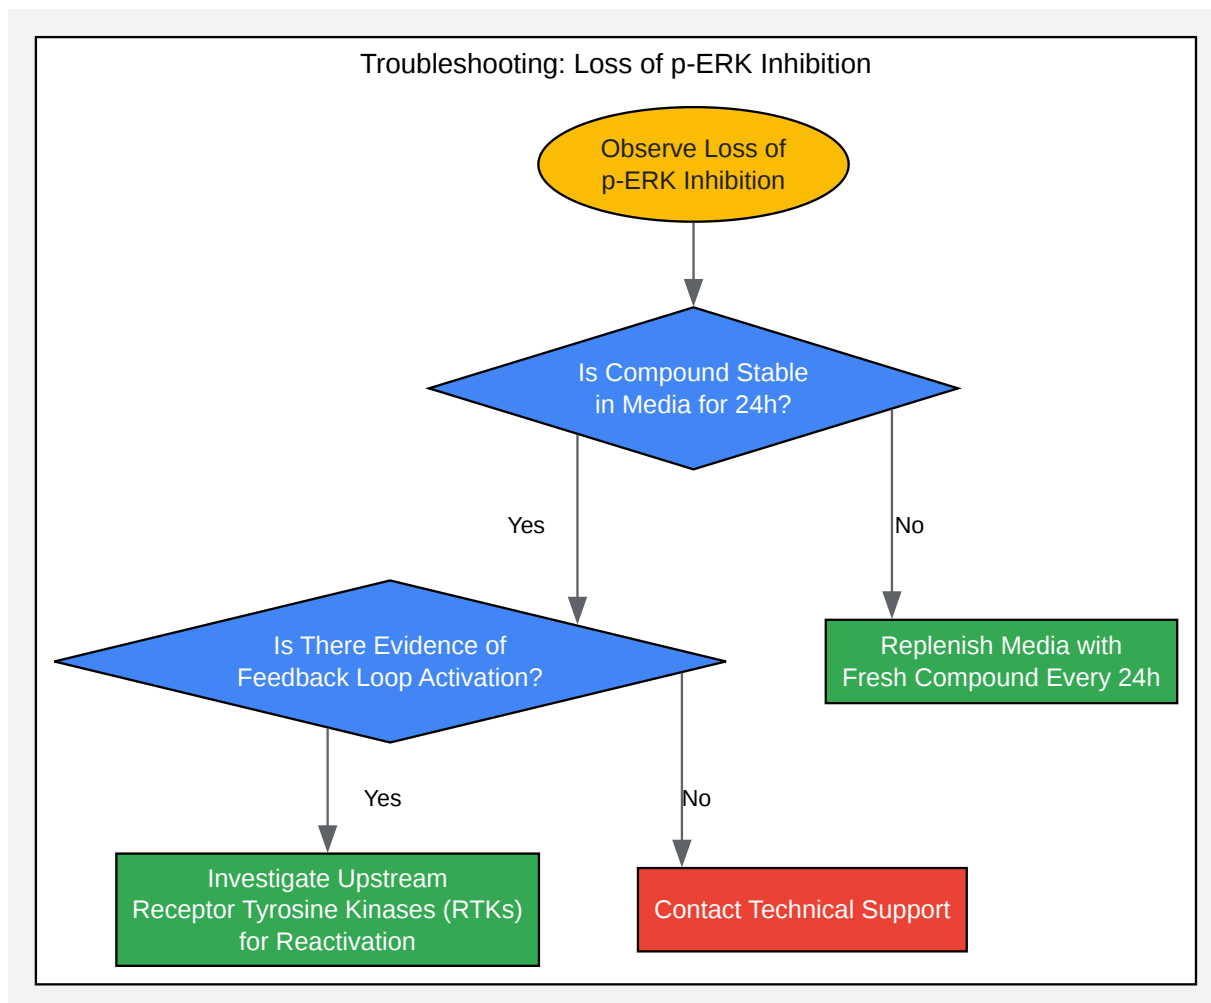 Troubleshooting: Loss of p-ERK Inhibition
Observe Loss of
p-ERK Inhibition
Is Compound Stable
in Media for 24h?
Yes
No
Is There Evidence of
Feedback Loop Activation?
Replenish Media with
Fresh Compound Every 24h
Yes
No
Investigate Upstream
Receptor Tyrosine Kinases (RTKs)
for Reactivation
Contact Technical Support